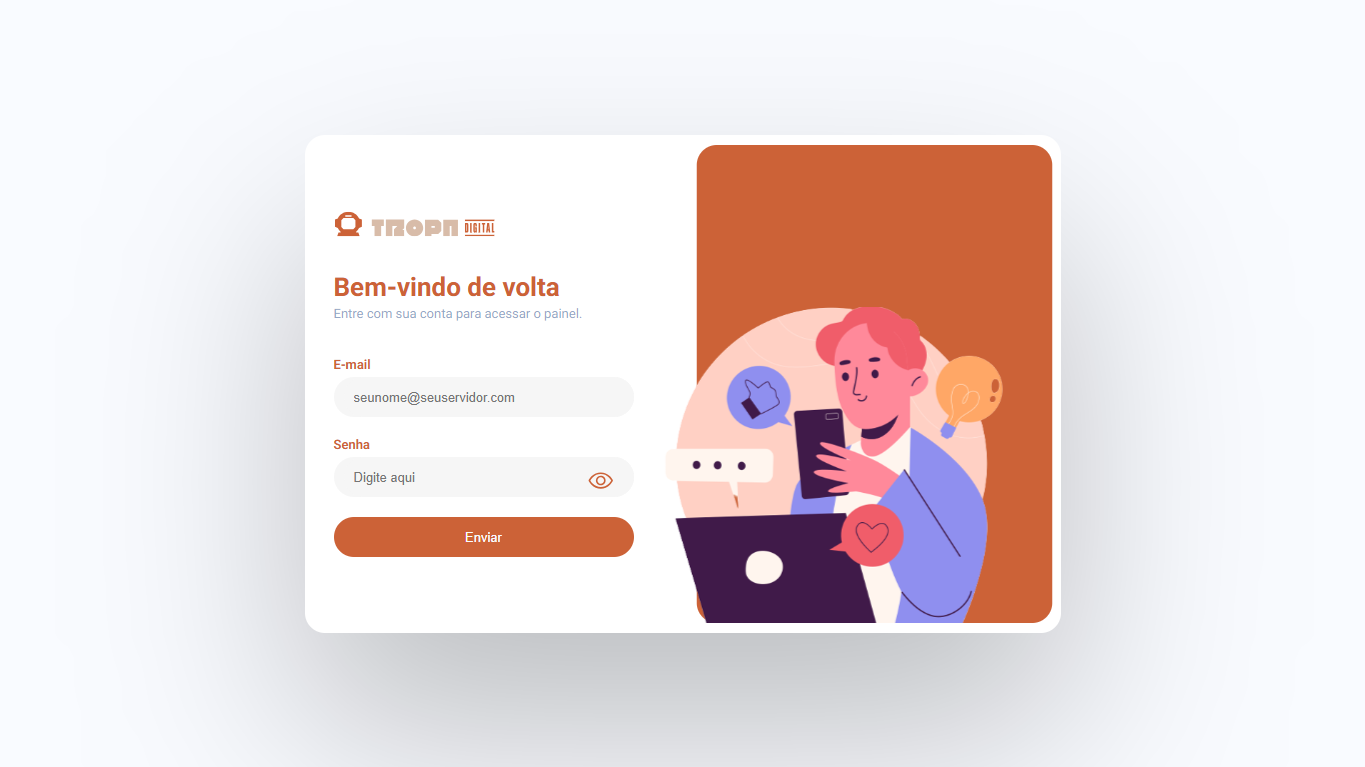 TROPA DIGITAL
Bem-vindo de volta
Entre com sua conta para acessar o painel.
E-mail
seunome@seuservidor.com
Senha
Digite aqui
Enviar